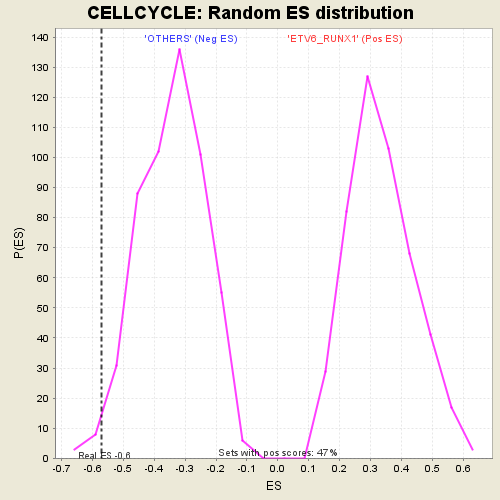 CELLCYCLE: Random ES distribution
'OTHERS' (Neg ES) 'ETV6_RUNX1' (Pos ES)
140
130
120
110
100
90
80
70
60
50
40
30
20
10
0
P(ES)
Real ES -0.6 Sets with pos scores: 47%
-0.7 -0.6 -0.5 -0.4 -0.3 -0.2 -0.1 0.0 0.1 0.2 0.3 0.4 0.5 0.6
ES